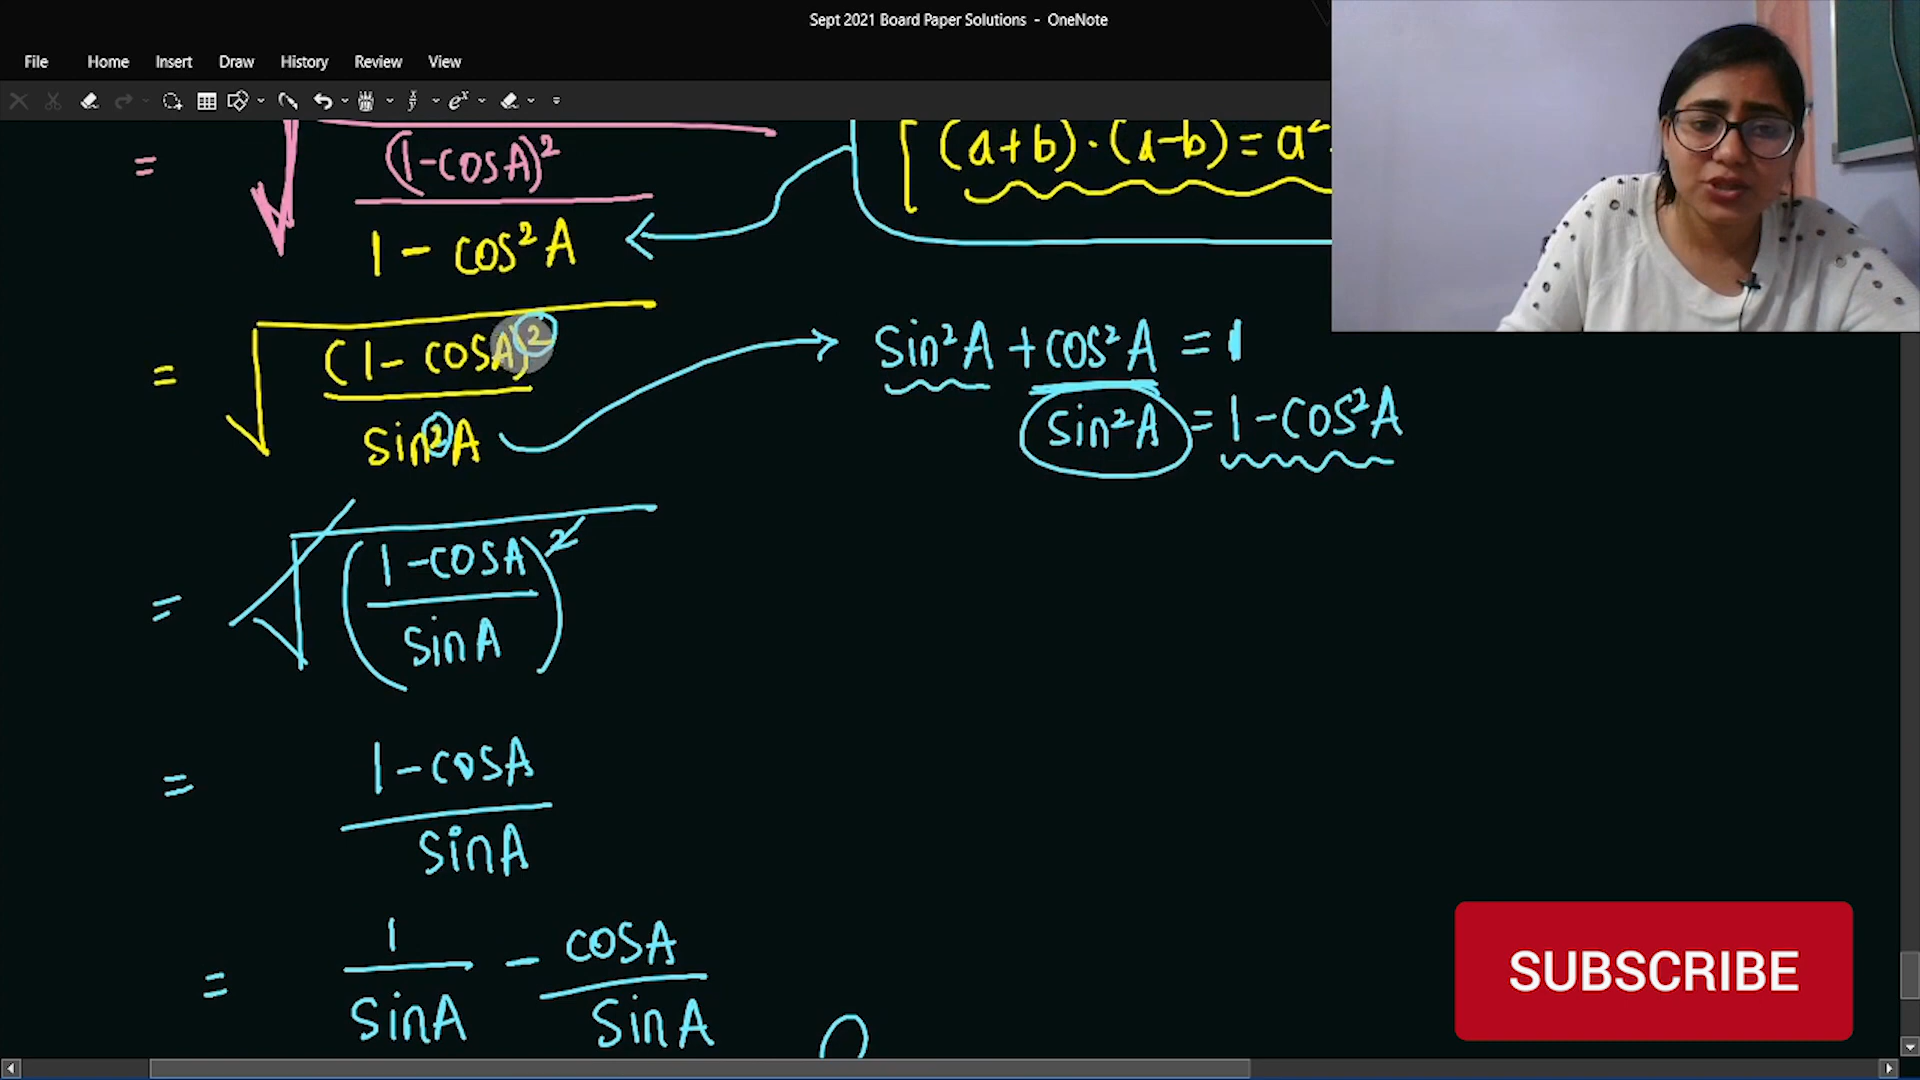 Sept 2021 Board Paper Solutions - OneNote
File Home Insert Draw History Review View
= √ (1-cosA)²
1 - cos²A
[(a+b)·(a-b)=a²
= √ (1-cosA)²
sin²A
sin²A + cos²A = 1
sin²A = 1-cos²A
= √ (1-cosA
sinA)²
= 1-cosA
sinA
= 1 - cosA
sinA sinA
SUBSCRIBE